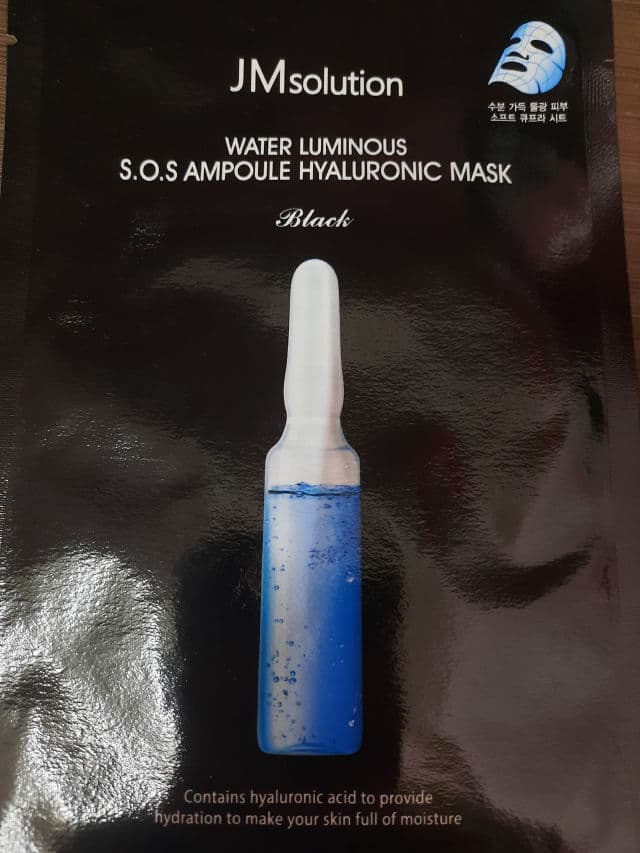 JMsolution
수분 가득 물광 피부
소프트 큐프라 시트
WATER LUMINOUS
S.O.S AMPOULE HYALURONIC MASK
Black
Contains hyaluronic acid to provide
hydration to make your skin full of moisture